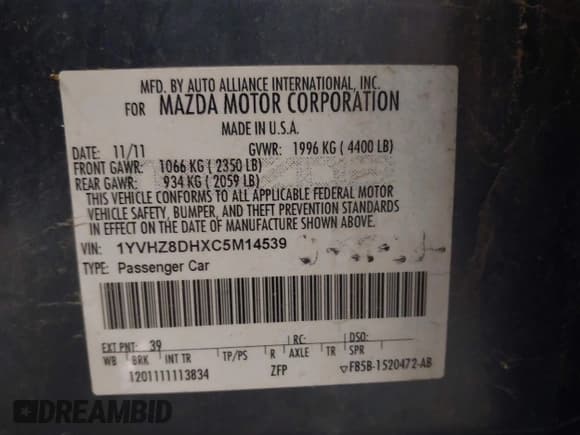 MFD. BY AUTO ALLIANCE INTERNATIONAL, INC.
FOR MAZDA MOTOR CORPORATION
MADE IN U.S.A.
DATE: 11/11 GVWR: 1996 KG ( 4400 LB)
FRONT GAWR: 1066 KG ( 2350 LB)
REAR GAWR: 934 KG ( 2059 LB)
THIS VEHICLE CONFORMS TO ALL APPLICABLE FEDERAL MOTOR
VEHICLE SAFETY, BUMPER, AND THEFT PREVENTION STANDARDS
IN EFFECT ON THE DATE OF MANUFACTURE SHOWN ABOVE.
VIN: 1YVHZ8DHXC5M14539
TYPE: Passenger Car
EXT PNT: 39 RC: DSO:
WB BRK INT TR TP/PS R AXLE TR SPR
1201111113834 ZFP ▽FB5B-1520472-AB
DREAMBID